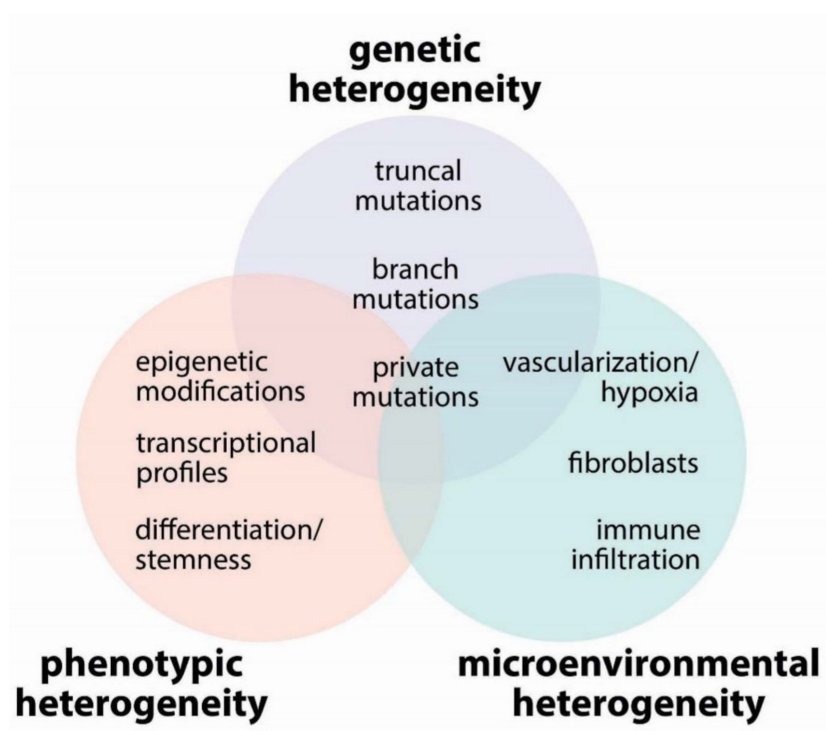 genetic
heterogeneity
truncal
mutations
branch
mutations
private
mutations
epigenetic
modifications
transcriptional
profiles
differentiation/
stemness
vascularization/
hypoxia
fibroblasts
immune
infiltration
phenotypic
heterogeneity
microenvironmental
heterogeneity